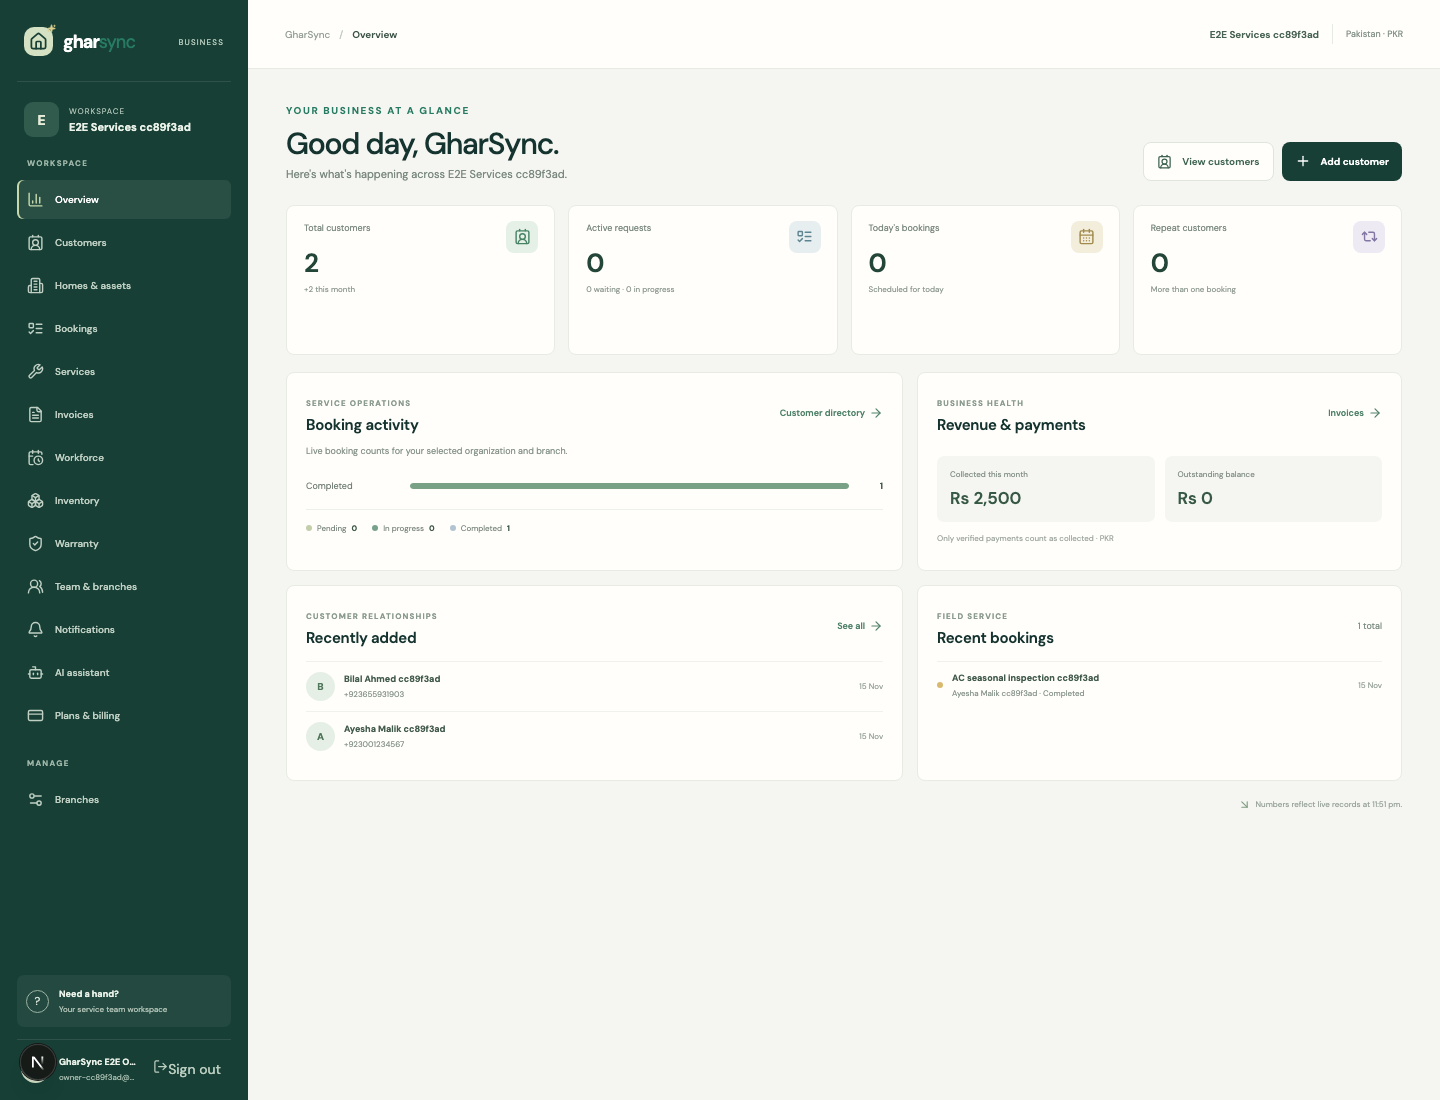 gharsync
BUSINESS
WORKSPACE
E
E2E Services cc89f3ad
WORKSPACE
Overview
Customers
Homes & assets
Bookings
Services
Invoices
Workforce
Inventory
Warranty
Team & branches
Notifications
AI assistant
Plans & billing
MANAGE
Branches
?
Need a hand?
Your service team workspace
N
GharSync E2E O...
owner-cc89f3ad@...
Sign out
GharSync / Overview
E2E Services cc89f3ad
Pakistan · PKR
YOUR BUSINESS AT A GLANCE
Good day, GharSync.
Here's what's happening across E2E Services cc89f3ad.
View customers
Add customer
Total customers
2
+2 this month
Active requests
0
0 waiting · 0 in progress
Today's bookings
0
Scheduled for today
Repeat customers
0
More than one booking
SERVICE OPERATIONS
Booking activity
Customer directory
Live booking counts for your selected organization and branch.
Completed 1
Pending 0 In progress 0 Completed 1
BUSINESS HEALTH
Revenue & payments
Invoices
Collected this month
Rs 2,500
Outstanding balance
Rs 0
Only verified payments count as collected · PKR
CUSTOMER RELATIONSHIPS
Recently added
See all
B
Bilal Ahmed cc89f3ad
+923655931903
15 Nov
A
Ayesha Malik cc89f3ad
+923001234567
15 Nov
FIELD SERVICE
Recent bookings
1 total
AC seasonal inspection cc89f3ad
Ayesha Malik cc89f3ad · Completed
15 Nov
Numbers reflect live records at 11:51 pm.